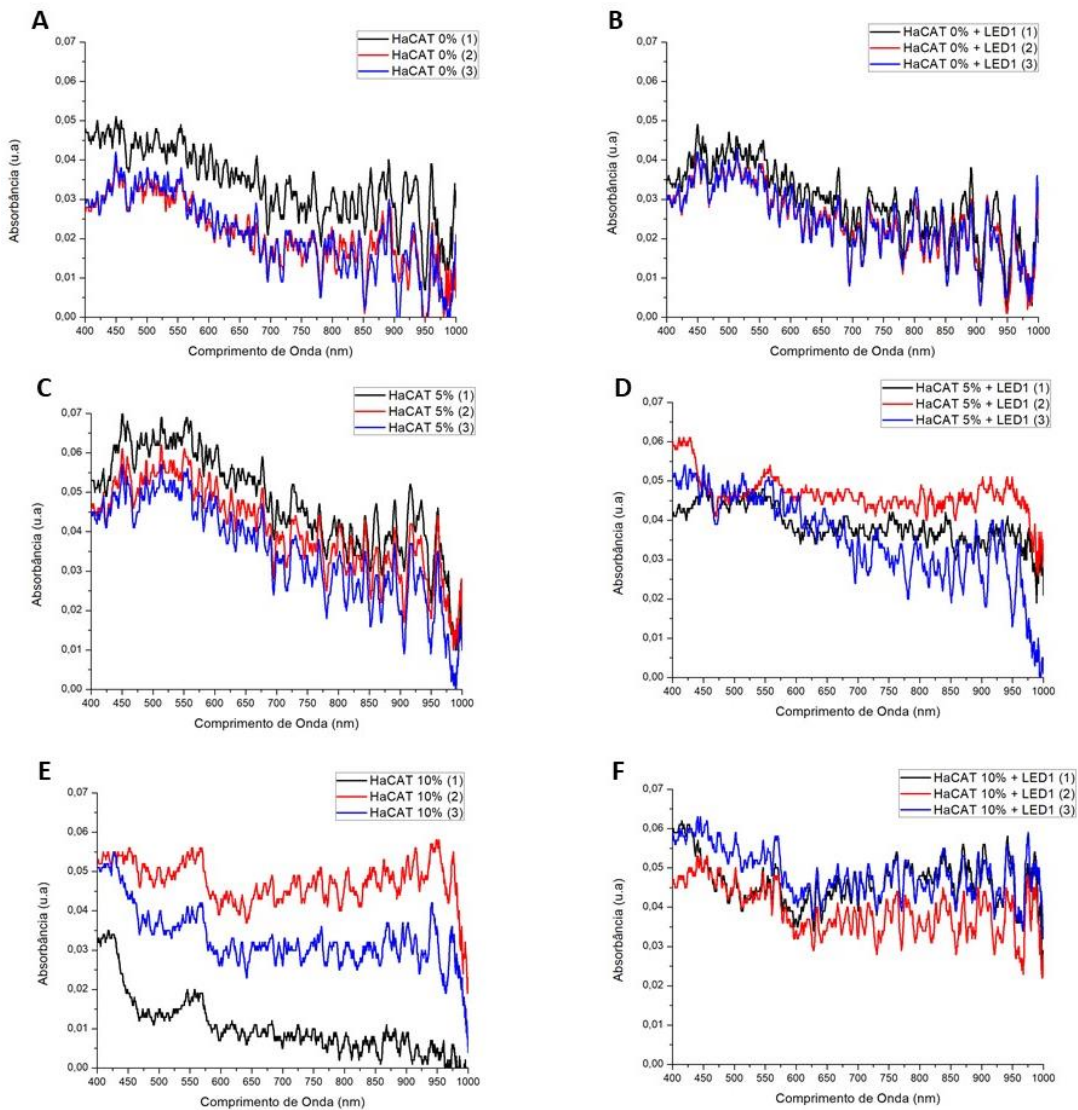 A
HaCAT 0% (1)
HaCAT 0% (2)
HaCAT 0% (3)
Absorbância (u.a)
0,07
0,06
0,05
0,04
0,03
0,02
0,01
0,00
400 450 500 550 600 650 700 750 800 850 900 950 1000
Comprimento de Onda (nm)
B
HaCAT 0% + LED1 (1)
HaCAT 0% + LED1 (2)
HaCAT 0% + LED1 (3)
Absorbância (u.a)
0,07
0,06
0,05
0,04
0,03
0,02
0,01
0,00
400 450 500 550 600 650 700 750 800 850 900 950 1000
Comprimento de Onda (nm)
C
HaCAT 5% (1)
HaCAT 5% (2)
HaCAT 5% (3)
Absorbância (u.a)
0,07
0,06
0,05
0,04
0,03
0,02
0,01
0,00
400 450 500 550 600 650 700 750 800 850 900 950 1000
Comprimento de Onda (nm)
D
HaCAT 5% + LED1 (1)
HaCAT 5% + LED1 (2)
HaCAT 5% + LED1 (3)
Absorbância (u.a)
0,07
0,06
0,05
0,04
0,03
0,02
0,01
0,00
400 450 500 550 600 650 700 750 800 850 900 950 1000
Comprimento de Onda (nm)
E
HaCAT 10% (1)
HaCAT 10% (2)
HaCAT 10% (3)
Absorbância (u.a)
0,07
0,06
0,05
0,04
0,03
0,02
0,01
0,00
400 450 500 550 600 650 700 750 800 850 900 950 1000
Comprimento de Onda (nm)
F
HaCAT 10% + LED1 (1)
HaCAT 10% + LED1 (2)
HaCAT 10% + LED1 (3)
Absorbância (u.a)
0,07
0,06
0,05
0,04
0,03
0,02
0,01
0,00
400 450 500 550 600 650 700 750 800 850 900 950 1000
Comprimento de Onda (nm)